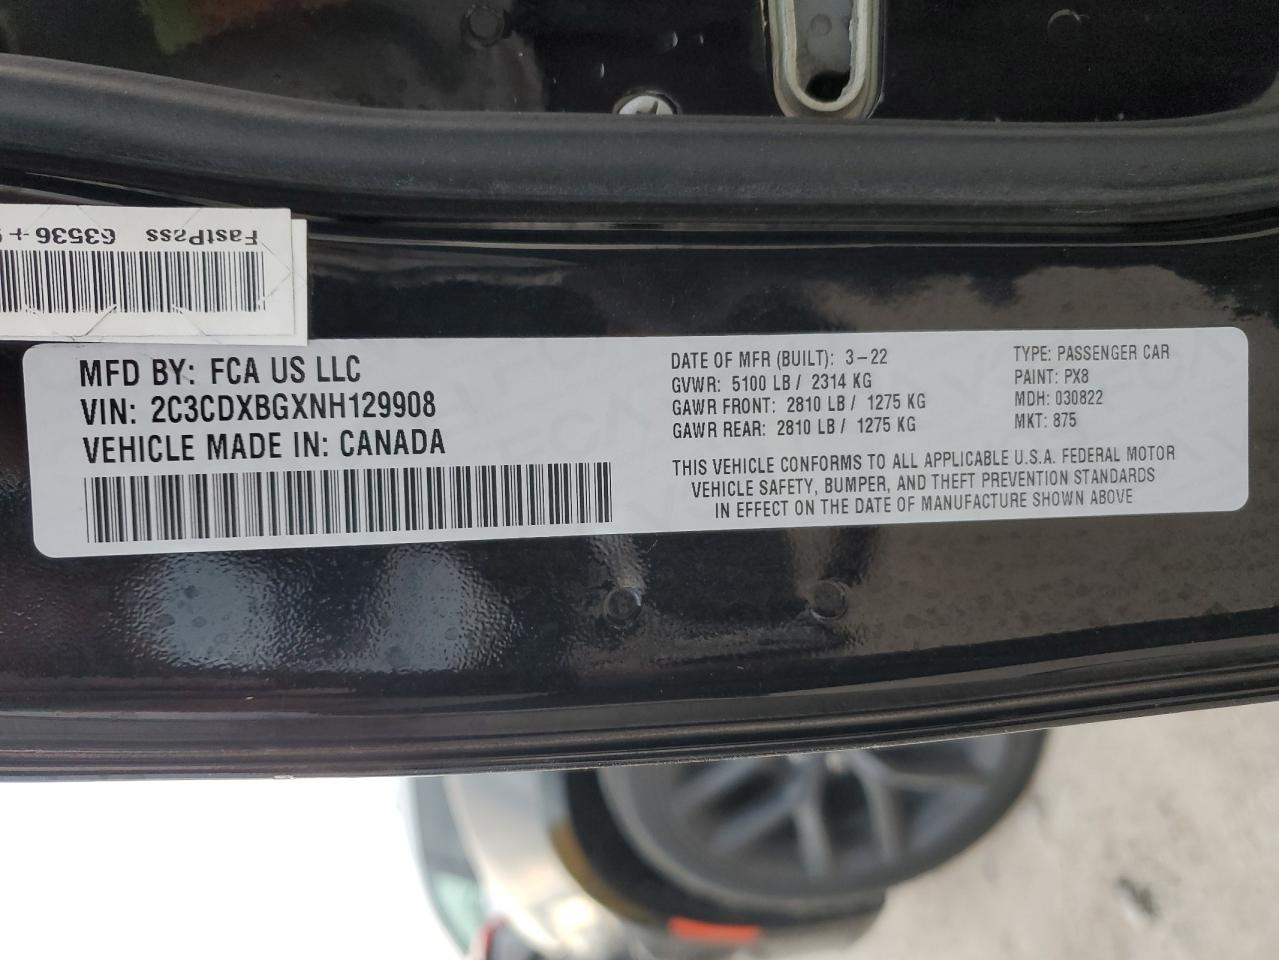 FastPass 63536+
MFD BY: FCA US LLC
VIN: 2C3CDXBGXNH129908
VEHICLE MADE IN: CANADA
DATE OF MFR (BUILT): 3-22
GVWR: 5100 LB / 2314 KG
GAWR FRONT: 2810 LB / 1275 KG
GAWR REAR: 2810 LB / 1275 KG
TYPE: PASSENGER CAR
PAINT: PX8
MDH: 030822
MKT: 875
THIS VEHICLE CONFORMS TO ALL APPLICABLE U.S.A. FEDERAL MOTOR
VEHICLE SAFETY, BUMPER, AND THEFT PREVENTION STANDARDS
IN EFFECT ON THE DATE OF MANUFACTURE SHOWN ABOVE